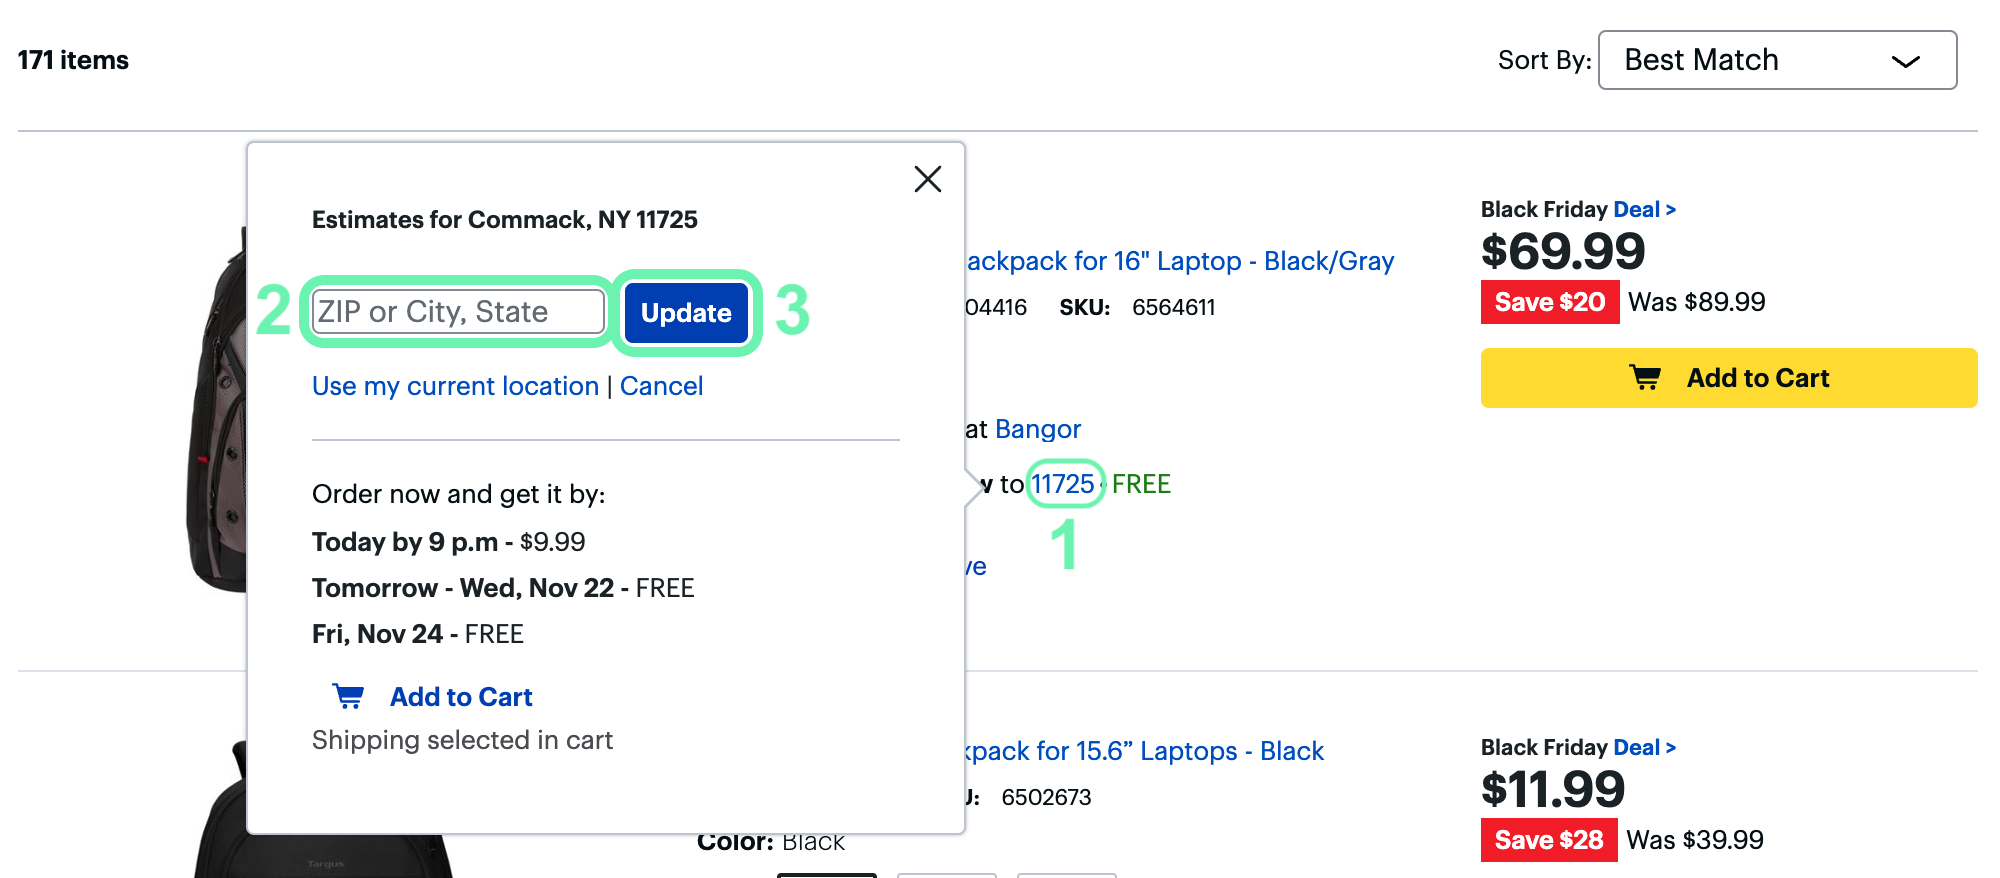 171 items
Sort By: Best Match
Estimates for Commack, NY 11725
2 ZIP or City, State Update 3
Use my current location | Cancel
Order now and get it by:
Today by 9 p.m - $9.99
Tomorrow - Wed, Nov 22 - FREE
Fri, Nov 24 - FREE
Add to Cart
Shipping selected in cart
ackpack for 16" Laptop - Black/Gray
04416 SKU: 6564611
at Bangor
to 11725 • FREE
1
Black Friday Deal >
$69.99
Save $20 Was $89.99
Add to Cart
kpack for 15.6” Laptops - Black
6502673
Color: Black
Targus
Black Friday Deal >
$11.99
Save $28 Was $39.99